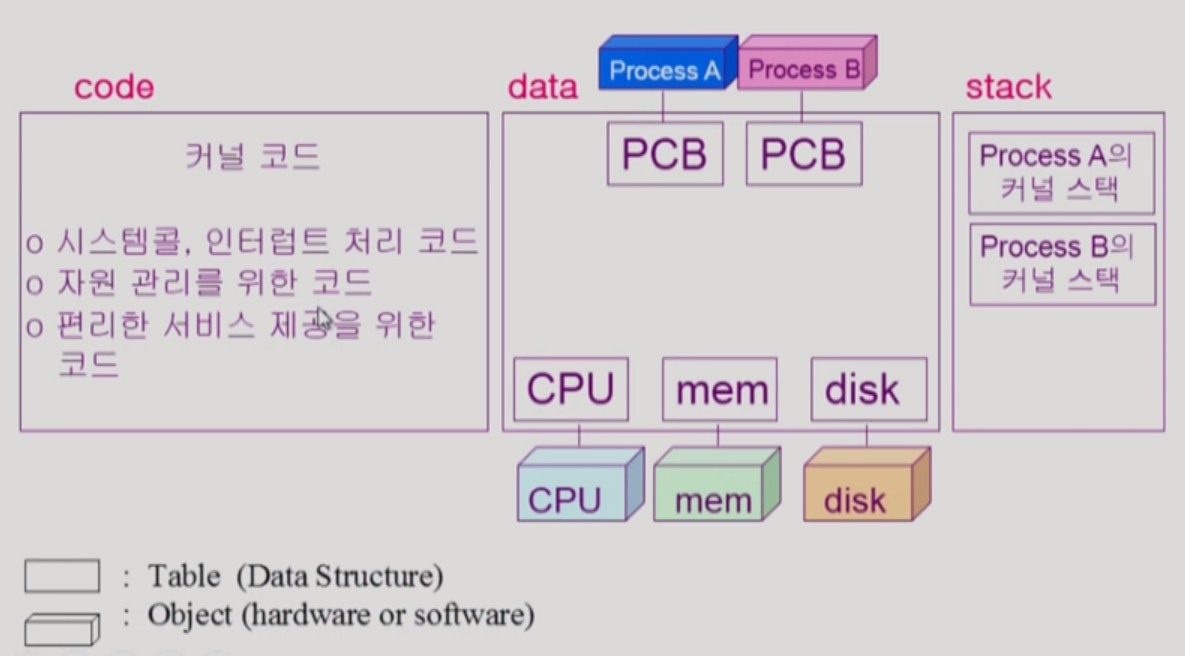 code
커널 코드
o 시스템콜, 인터럽트 처리 코드
o 자원 관리를 위한 코드
o 편리한 서비스 제공을 위한
코드
data
Process A
Process B
PCB
PCB
CPU
mem
disk
CPU
mem
disk
stack
Process A의
커널 스택
Process B의
커널 스택
: Table (Data Structure)
: Object (hardware or software)